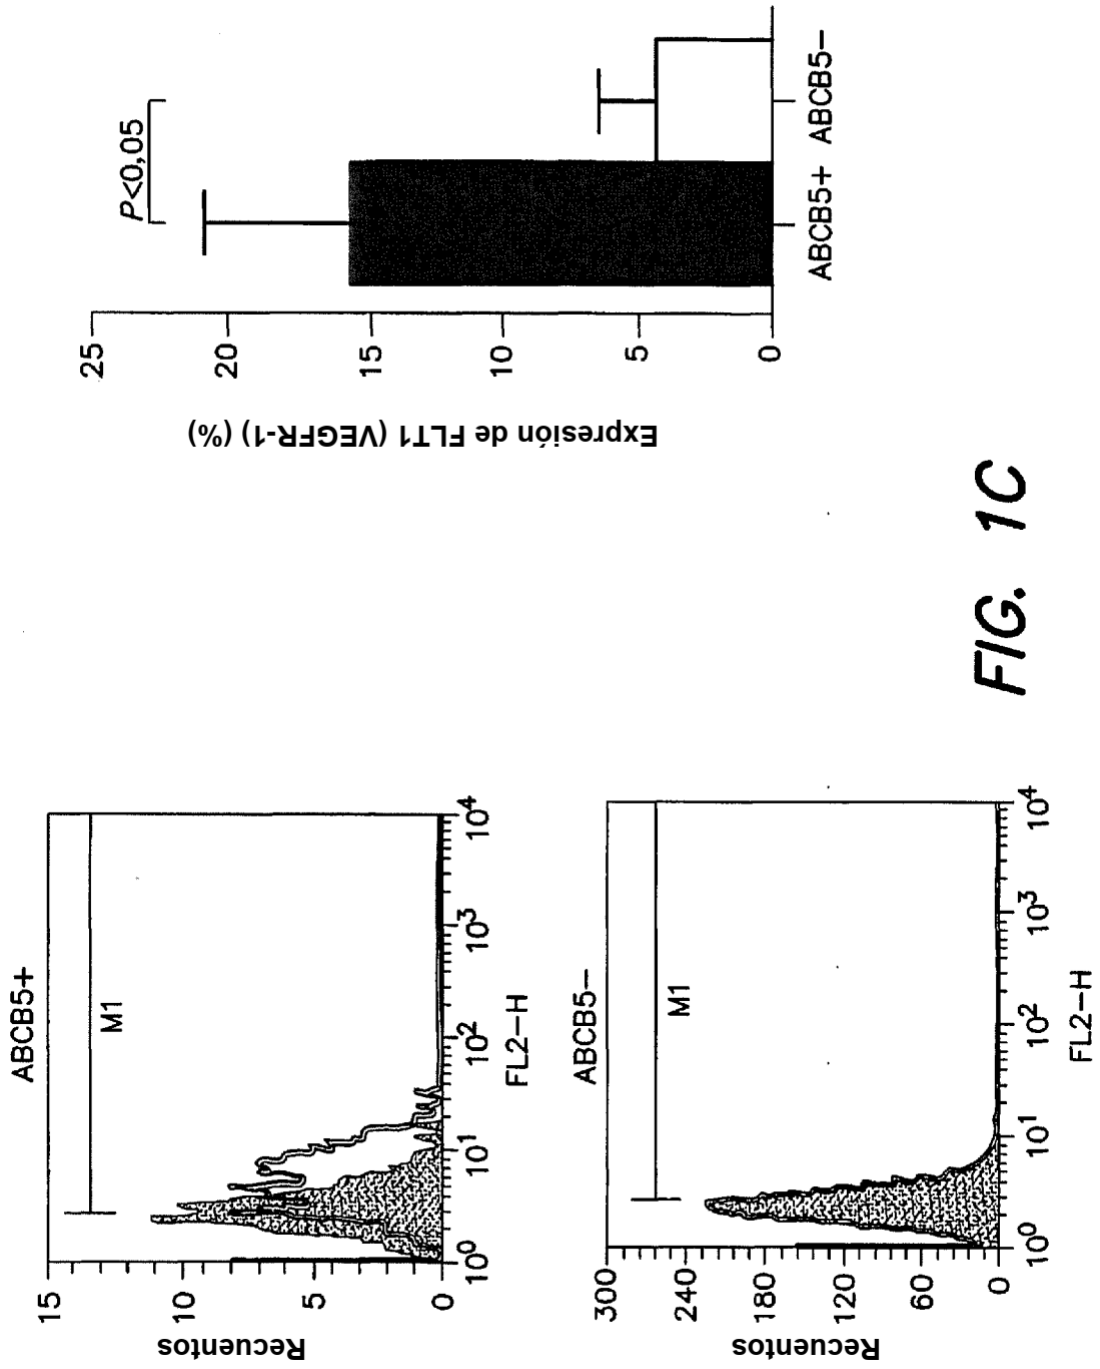 ABCB5+
Recuentos
15
10
5
0
M1
10^0
10^1
10^2
10^3
10^4
FL2-H
ABCB5-
Recuentos
300
240
180
120
60
0
M1
10^0
10^1
10^2
10^3
10^4
FL2-H
Expresión de FLT1 (VEGFR-1) (%)
25
20
15
10
5
0
P<0,05
ABCB5+
ABCB5-
FIG. 1C